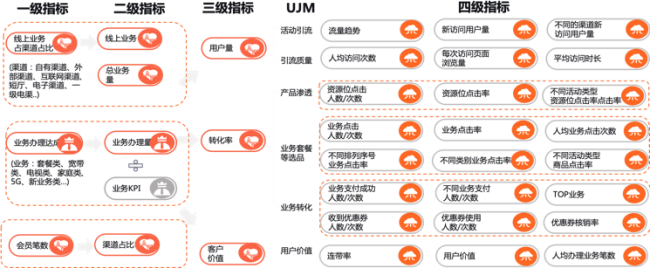 一级指标
二级指标
三级指标
UJM
四级指标
线上业务
占渠道占比
线上业务
(渠道：自有渠道、外
部渠道、互联网渠道、
短厅、电子渠道、一
级电渠..)
总业务
量
用户量
业务办理达成
业务办理量
(业务：套餐类、宽带
类、电视类、家庭类、
5G、新业务类...)
业务KPI
转化率
会员笔数
渠道占比
客户
价值
活动引流
流量趋势
新访问用户量
不同的渠道新
访问用户量
引流质量
人均访问次数
每次访问页面
浏览量
平均访问时长
产品渗透
资源位点击
人数/次数
资源位点击率
不同活动类型
资源位点击率点击率
业务套餐
等选品
业务点击
人数/次数
业务点击率
人均业务点击次数
不同排列序号
业务点击率
不同类别业务点击率
不同活动类型
商品点击率
业务转化
业务支付成功
人数/次数
不同业务支付
人数/次数
TOP业务
收到优惠券
人数/次数
优惠券使用
人数/次数
优惠券核销率
用户价值
连带率
用户价值
人均办理业务笔数